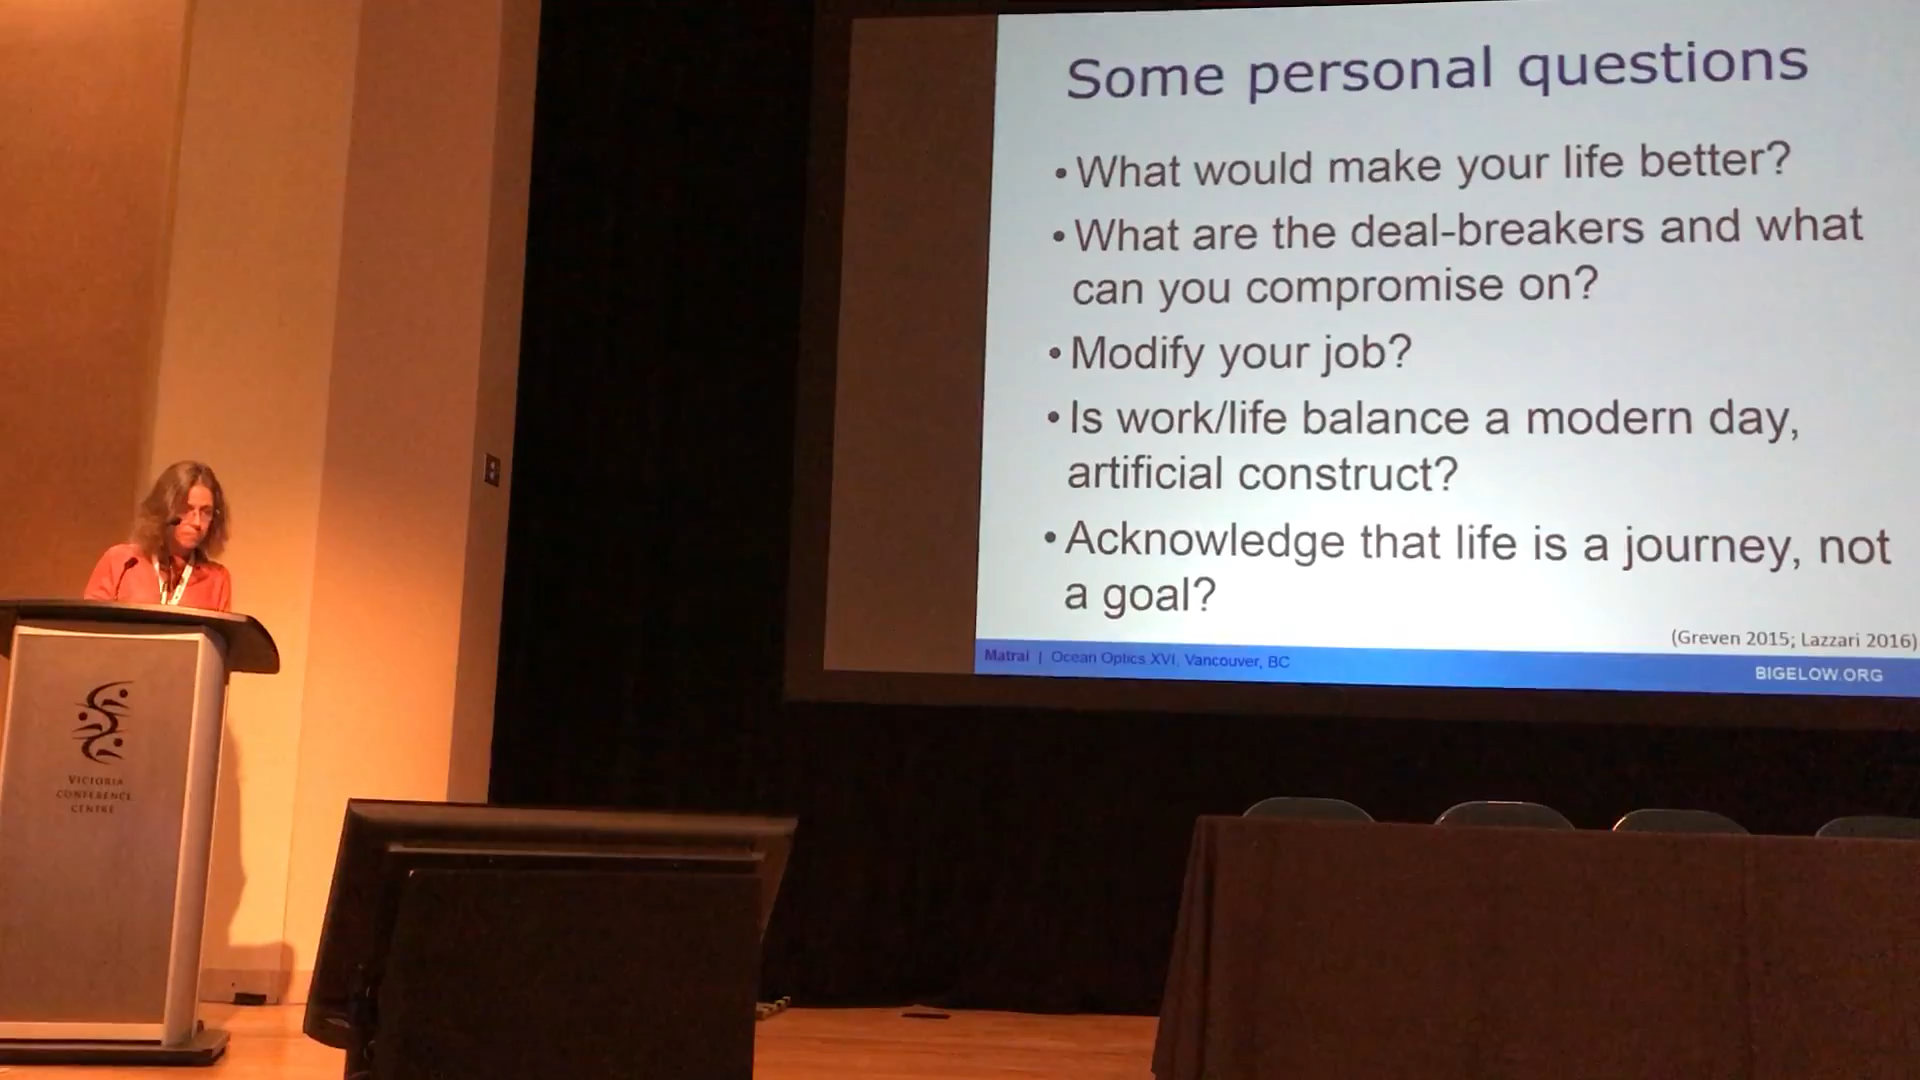 Some personal questions
• What would make your life better?
• What are the deal-breakers and what
can you compromise on?
• Modify your job?
• Is work/life balance a modern day,
artificial construct?
• Acknowledge that life is a journey, not
a goal?
(Greven 2015; Lazzari 2016)
Matrai | Ocean Optics XVI, Vancouver, BC
BIGELOW.ORG
VICTORIA
CONFERENCE
CENTRE